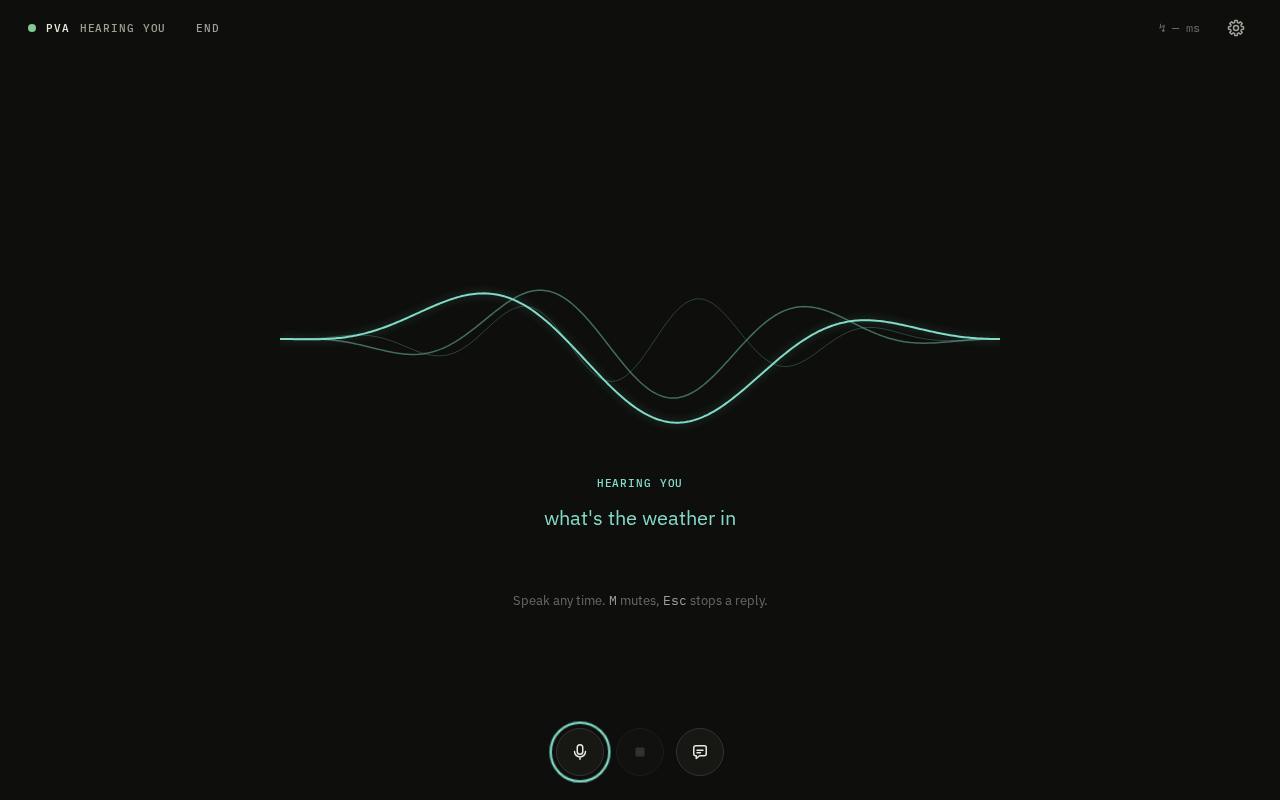 PVA HEARING YOU END
↯ — ms
HEARING YOU
what's the weather in
Speak any time. M mutes, Esc stops a reply.